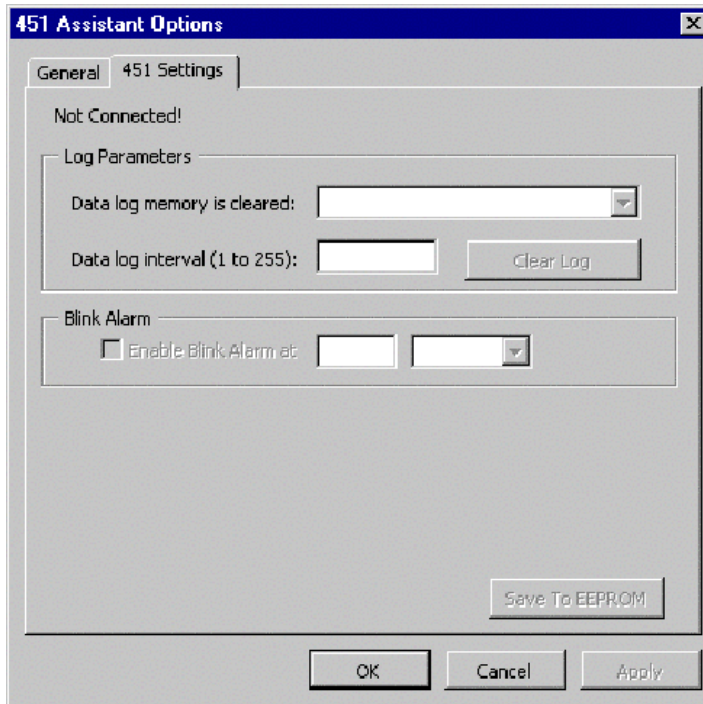 451 Assistant Options
General 451 Settings
Not Connected!
Log Parameters
Data log memory is cleared:
Data log interval (1 to 255): Clear Log
Blink Alarm
Enable Blink Alarm at
Save To EEPROM
OK Cancel Apply